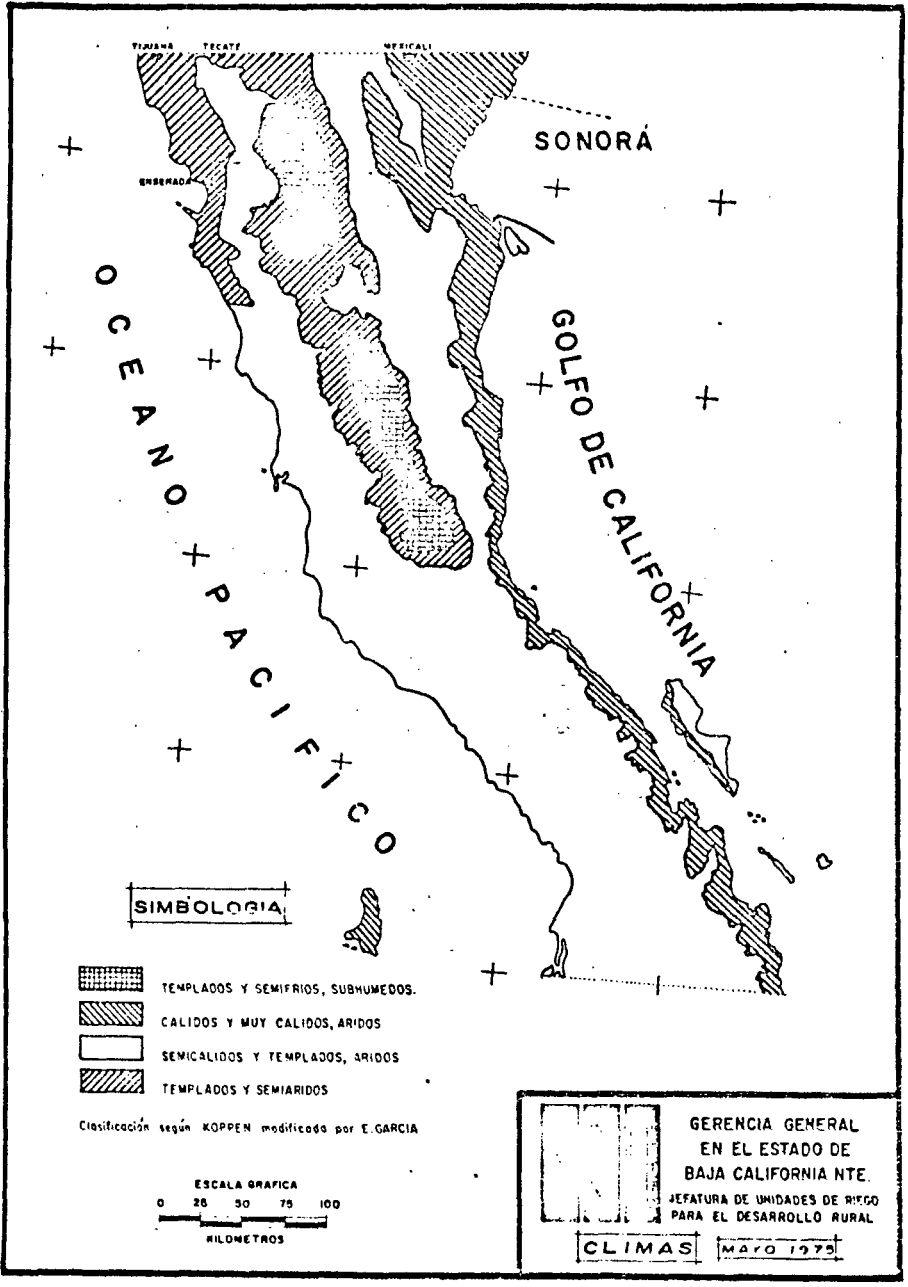 TIJUANA TECATE MEXICALI
SONORÁ
ENSENADA
OCEANO PACIFICO
GOLFO DE CALIFORNIA
SIMBOLOGIA
TEMPLADOS Y SEMIFRIOS, SUBHUMEDOS.
CALIDOS Y MUY CALIDOS, ARIDOS
SEMICALIDOS Y TEMPLADOS, ARIDOS
TEMPLADOS Y SEMIARIDOS
Clasificación según KOPPEN modificada por E. GARCIA
ESCALA GRAFICA
0 25 50 75 100
KILOMETROS
GERENCIA GENERAL
EN EL ESTADO DE
BAJA CALIFORNIA NTE.
JEFATURA DE UNIDADES DE RIEGO
PARA EL DESARROLLO RURAL
CLIMAS MAYO 1975